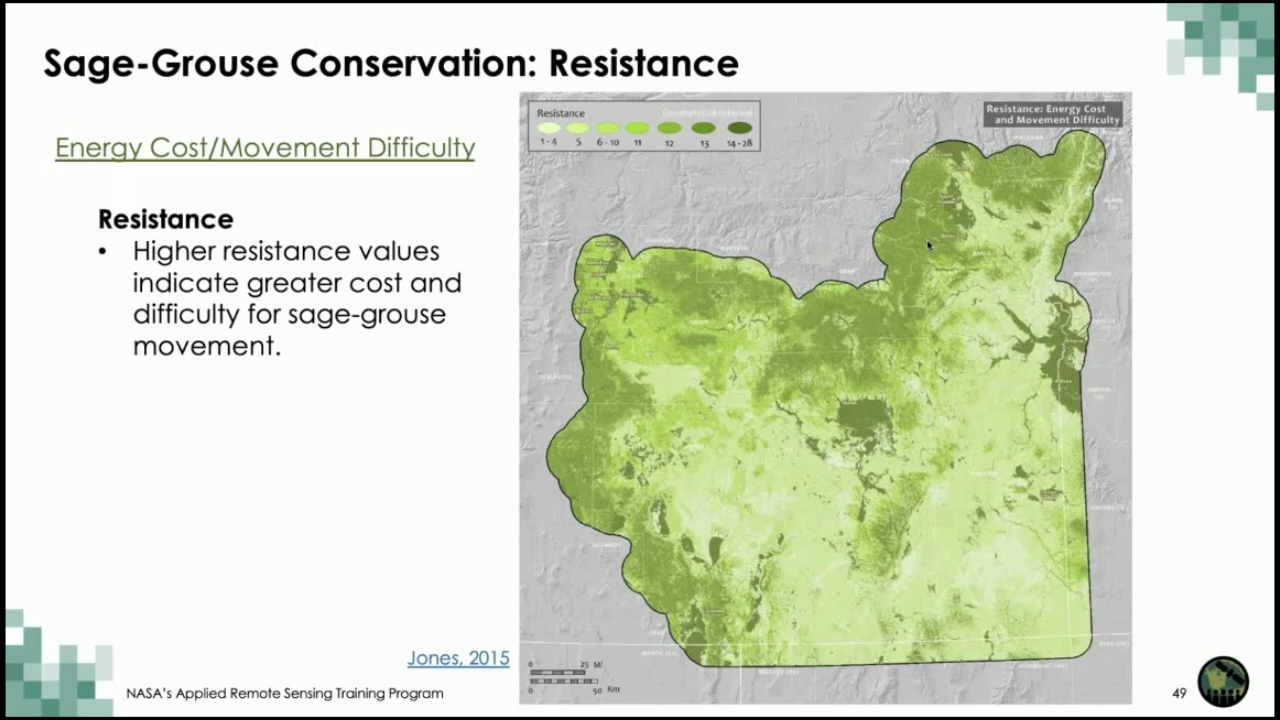 Sage-Grouse Conservation: Resistance
Energy Cost/Movement Difficulty
Resistance
• Higher resistance values
indicate greater cost and
difficulty for sage-grouse
movement.
Resistance Geometrical Interval
1-4 5 6-10 11 12 13 14-28
Resistance: Energy Cost
and Movement Difficulty
Jones, 2015
0 25 Mi
0 50 Km
NASA's Applied Remote Sensing Training Program
49